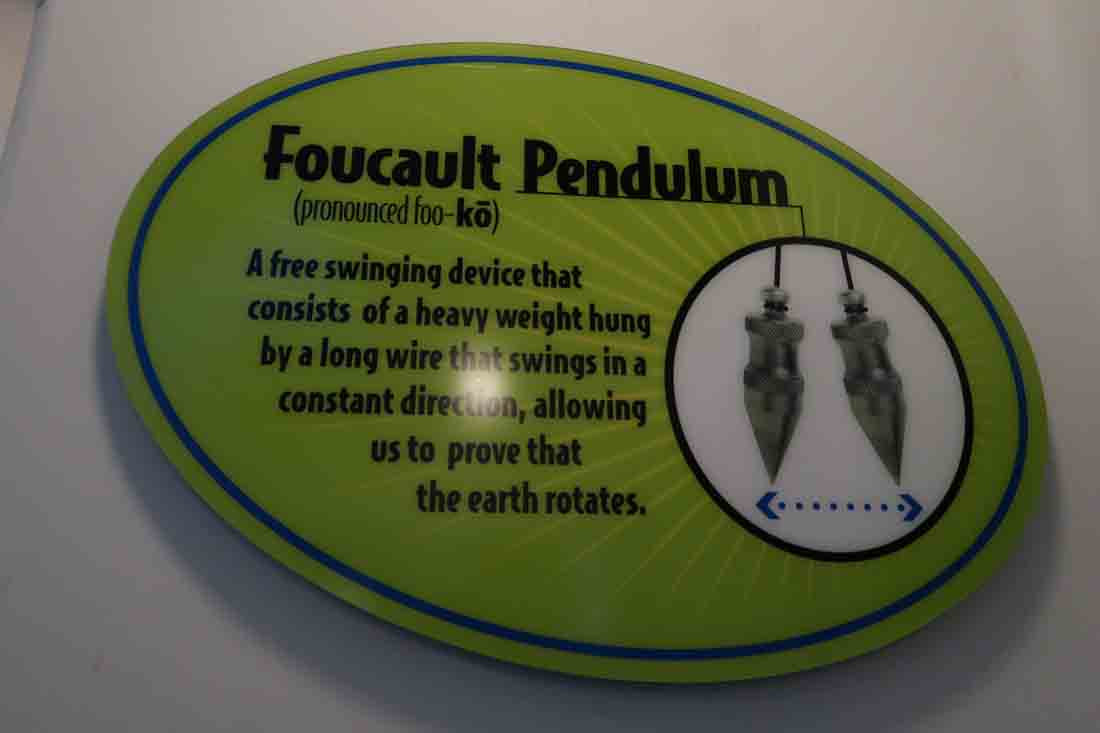 Foucault Pendulum
(pronounced foo-kō)
A free swinging device that
consists of a heavy weight hung
by a long wire that swings in a
constant direction, allowing
us to prove that
the earth rotates.